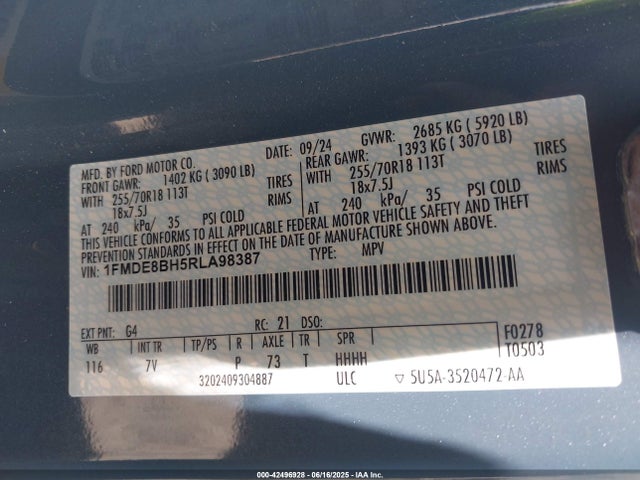 MFD. BY FORD MOTOR CO. DATE: 09/24 GVWR: 2685 KG ( 5920 LB)
FRONT GAWR: 1402 KG ( 3090 LB) REAR GAWR: 1393 KG ( 3070 LB)
WITH 255/70R18 113T TIRES WITH 255/70R18 113T TIRES
18x7.5J RIMS 18x7.5J RIMS
AT 240 kPa/ 35 PSI COLD AT 240 kPa/ 35 PSI COLD
THIS VEHICLE CONFORMS TO ALL APPLICABLE FEDERAL MOTOR VEHICLE SAFETY AND THEFT
PREVENTION STANDARDS IN EFFECT ON THE DATE OF MANUFACTURE SHOWN ABOVE.
VIN: 1FMDE8BH5RLA98387 TYPE: MPV
EXT PNT: G4 RC: 21 DSO: F0278
WB INT TR TP/PS R AXLE TR SPR T0503
116 7V P 73 T HHHH
3202409304887 ULC ▽ 5U5A-3520472-AA
000-42496928 - 06/16/2025 - IAA Inc.